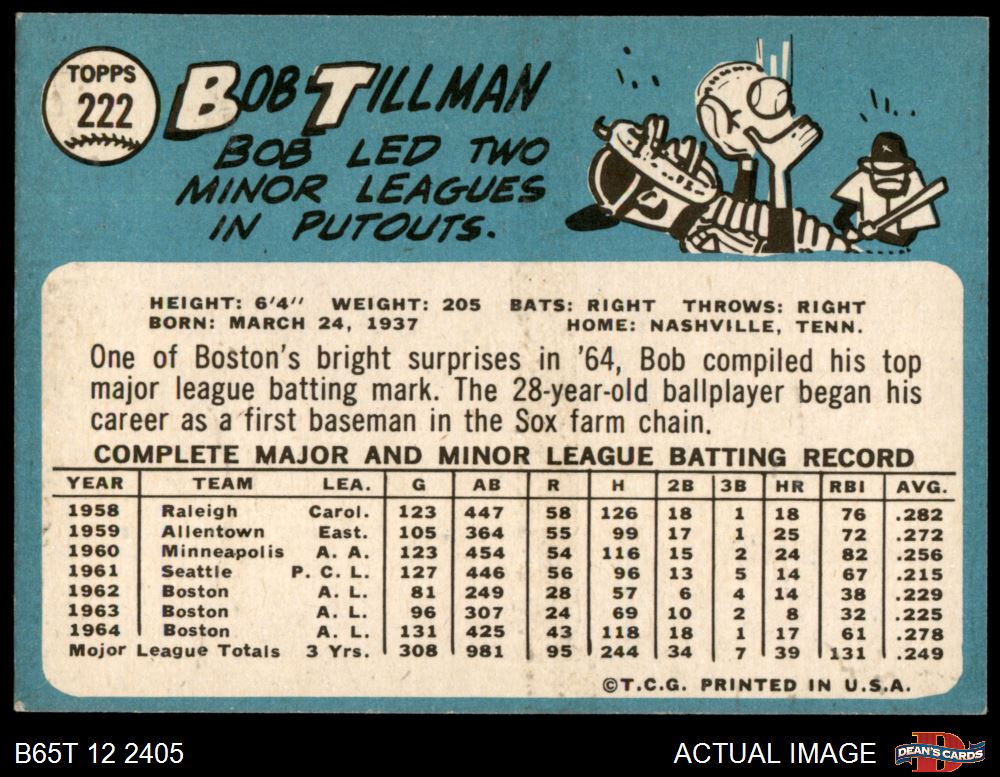 TOPPS
222
BOB TILLMAN
BOB LED TWO
MINOR LEAGUES
IN PUTOUTS.
HEIGHT: 6'4" WEIGHT: 205 BATS: RIGHT THROWS: RIGHT
BORN: MARCH 24, 1937 HOME: NASHVILLE, TENN.
One of Boston's bright surprises in '64, Bob compiled his top
major league batting mark. The 28-year-old ballplayer began his
career as a first baseman in the Sox farm chain.
COMPLETE MAJOR AND MINOR LEAGUE BATTING RECORD
YEAR TEAM LEA. G AB R H 2B 3B HR RBI AVG.
1958 Raleigh Carol. 123 447 58 126 18 1 18 76 .282
1959 Allentown East. 105 364 55 99 17 1 25 72 .272
1960 Minneapolis A. A. 123 454 54 116 15 2 24 82 .256
1961 Seattle P. C. L. 127 446 56 96 13 5 14 67 .215
1962 Boston A. L. 81 249 28 57 6 4 14 38 .229
1963 Boston A. L. 96 307 24 69 10 2 8 32 .225
1964 Boston A. L. 131 425 43 118 18 1 17 61 .278
Major League Totals 3 Yrs. 308 981 95 244 34 7 39 131 .249
©T.C.G. PRINTED IN U.S.A.
B65T 12 2405 ACTUAL IMAGE D DEAN'S CARDS